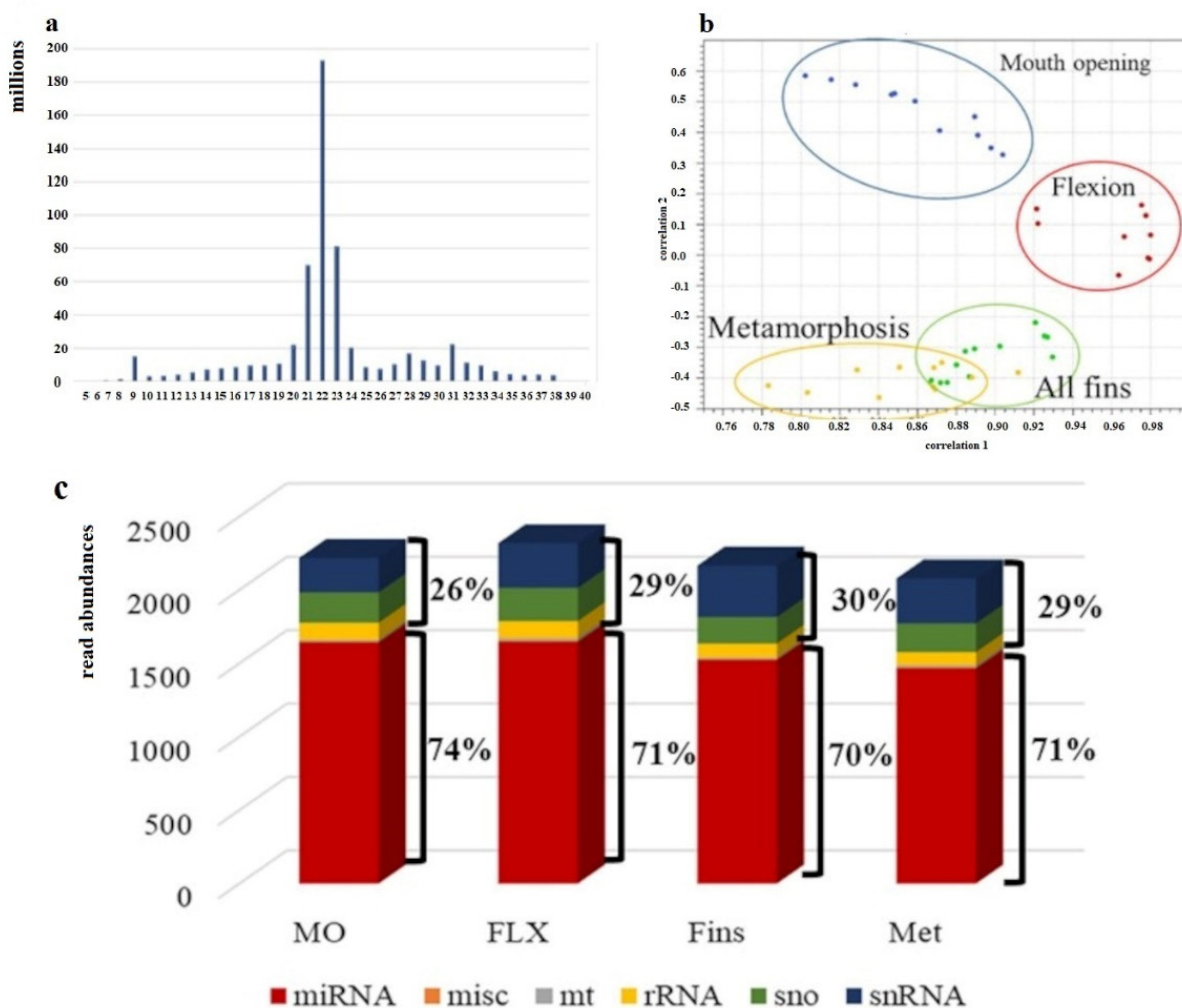 a
millions
200
180
160
140
120
100
80
60
40
20
0
5 6 7 8 9 10 11 12 13 14 15 16 17 18 19 20 21 22 23 24 25 26 27 28 29 30 31 32 33 34 35 36 37 38 39 40
b
correlation 2
0.6
0.5
0.4
0.3
0.2
0.1
0.0
-0.1
-0.2
-0.3
-0.4
-0.5
Mouth opening
Flexion
Metamorphosis
All fins
0.76 0.78 0.80 0.82 0.84 0.86 0.88 0.90 0.92 0.94 0.96 0.98
correlation 1
c
read abundances
2500
2000
1500
1000
500
0
26% 29% 30% 29%
74% 71% 70% 71%
MO FLX Fins Met
miRNA misc mt rRNA sno snRNA